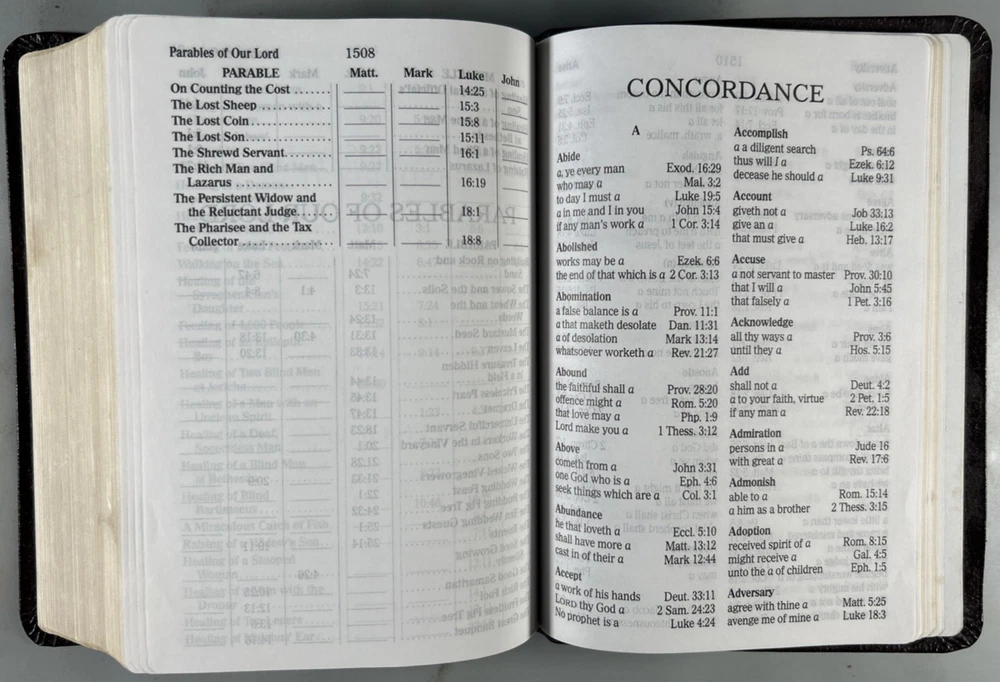 Parables of Our Lord 1508
PARABLE Matt. Mark Luke John
On Counting the Cost ........ 14:25
The Lost Sheep................... 15:3
The Lost Coin..................... 15:8
The Lost Son...................... 15:11
The Shrewd Servant........... 16:1
The Rich Man and
Lazarus .......................... 16:19
The Persistent Widow and
the Reluctant Judge........ 18:1
The Pharisee and the Tax
Collector........................ 18:8
CONCORDANCE
A
Abide
a, ye every man Exod. 16:29
who may a Mal. 3:2
to day I must a Luke 19:5
a in me and I in you John 15:4
if any man's work a 1 Cor. 3:14
Abolished
works may be a Ezek. 6:6
the end of that which is a 2 Cor. 3:13
Abomination
a false balance is a Prov. 11:1
a that maketh desolate Dan. 11:31
a of desolation Mark 13:14
whatsoever worketh a Rev. 21:27
Abound
the faithful shall a Prov. 28:20
offence might a Rom. 5:20
that love may a Php. 1:9
Lord make you a 1 Thess. 3:12
Above
cometh from a John 3:31
one God who is a Eph. 4:6
seek things which are a Col. 3:1
Abundance
he that loveth a Eccl. 5:10
shall have more a Matt. 13:12
cast in of their a Mark 12:44
Accept
a work of his hands Deut. 33:11
LORD thy God a 2 Sam. 24:23
No prophet is a Luke 4:24
Accomplish
a a diligent search Ps. 64:6
thus will I a Ezek. 6:12
decease he should a Luke 9:31
Account
giveth not a Job 33:13
give an a Luke 16:2
that must give a Heb. 13:17
Accuse
a not servant to master Prov. 30:10
that I will a John 5:45
that falsely a 1 Pet. 3:16
Acknowledge
all thy ways a Prov. 3:6
until they a Hos. 5:15
Add
shall not a Deut. 4:2
a to your faith, virtue 2 Pet. 1:5
if any man a Rev. 22:18
Admiration
persons in a Jude 16
with great a Rev. 17:6
Admonish
able to a Rom. 15:14
a him as a brother 2 Thess. 3:15
Adoption
received spirit of a Rom. 8:15
might receive a Gal. 4:5
unto the a of children Eph. 1:5
Adversary
agree with thine a Matt. 5:25
avenge me of mine a Luke 18:3